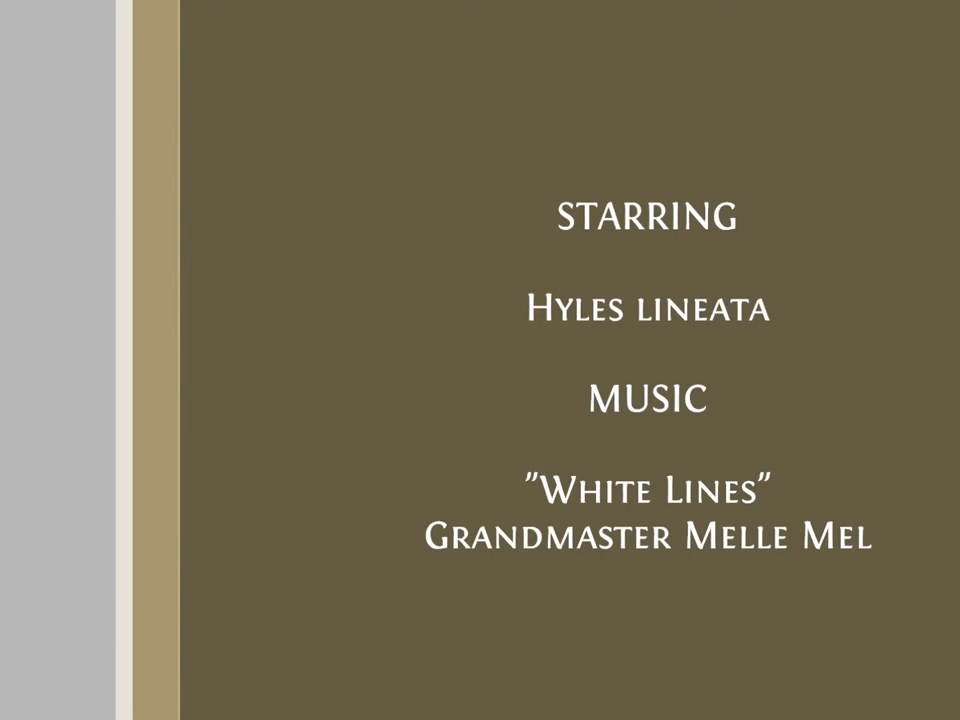 STARRING
Hyles lineata
MUSIC
"White Lines"
Grandmaster Melle Mel